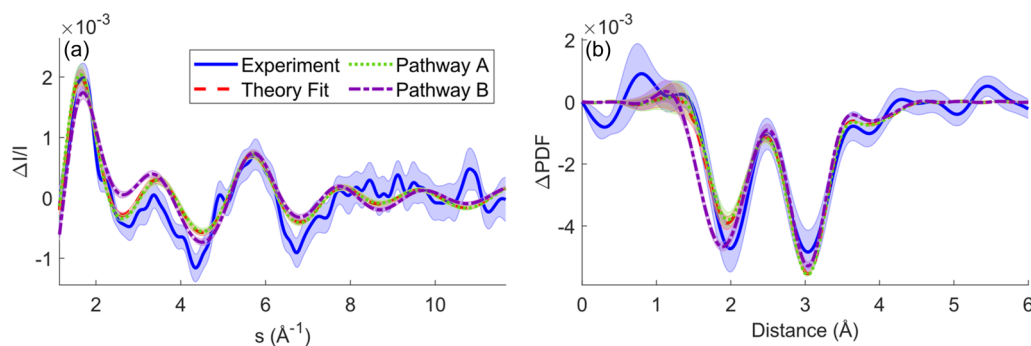 ×10⁻³
(a)
Experiment
Theory Fit
Pathway A
Pathway B
2
1
0
-1
ΔI/I
2
4
6
8
10
s (Å⁻¹)
×10⁻³
(b)
2
0
-2
-4
ΔPDF
0
1
2
3
4
5
6
Distance (Å)